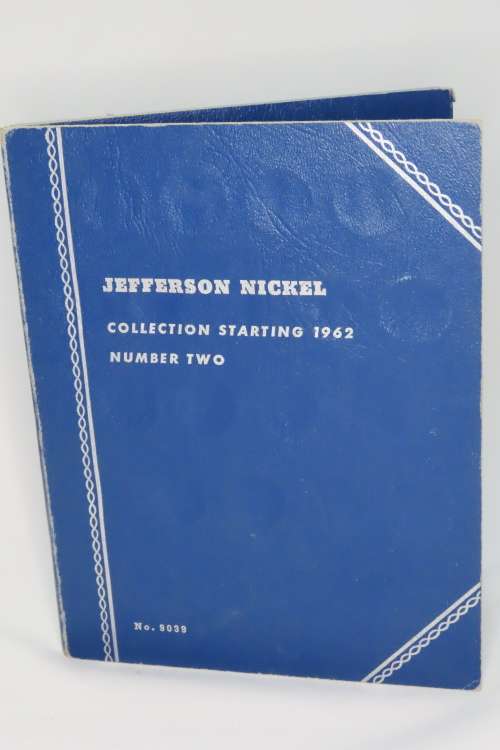 JEFFERSON NICKEL
COLLECTION STARTING 1962
NUMBER TWO
No. 9039